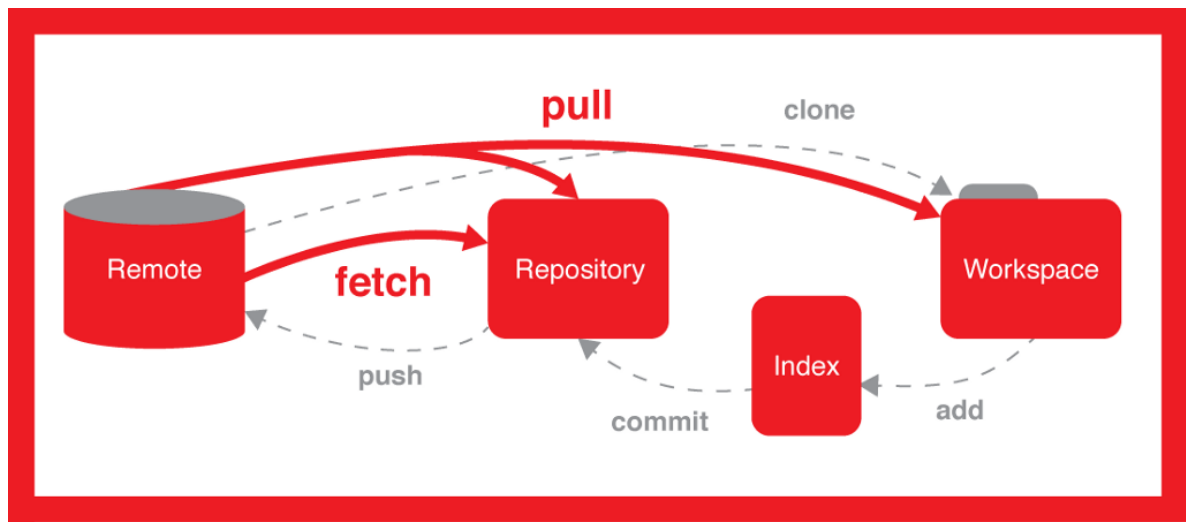 pull
clone
Remote
fetch
Repository
Workspace
push
Index
commit
add